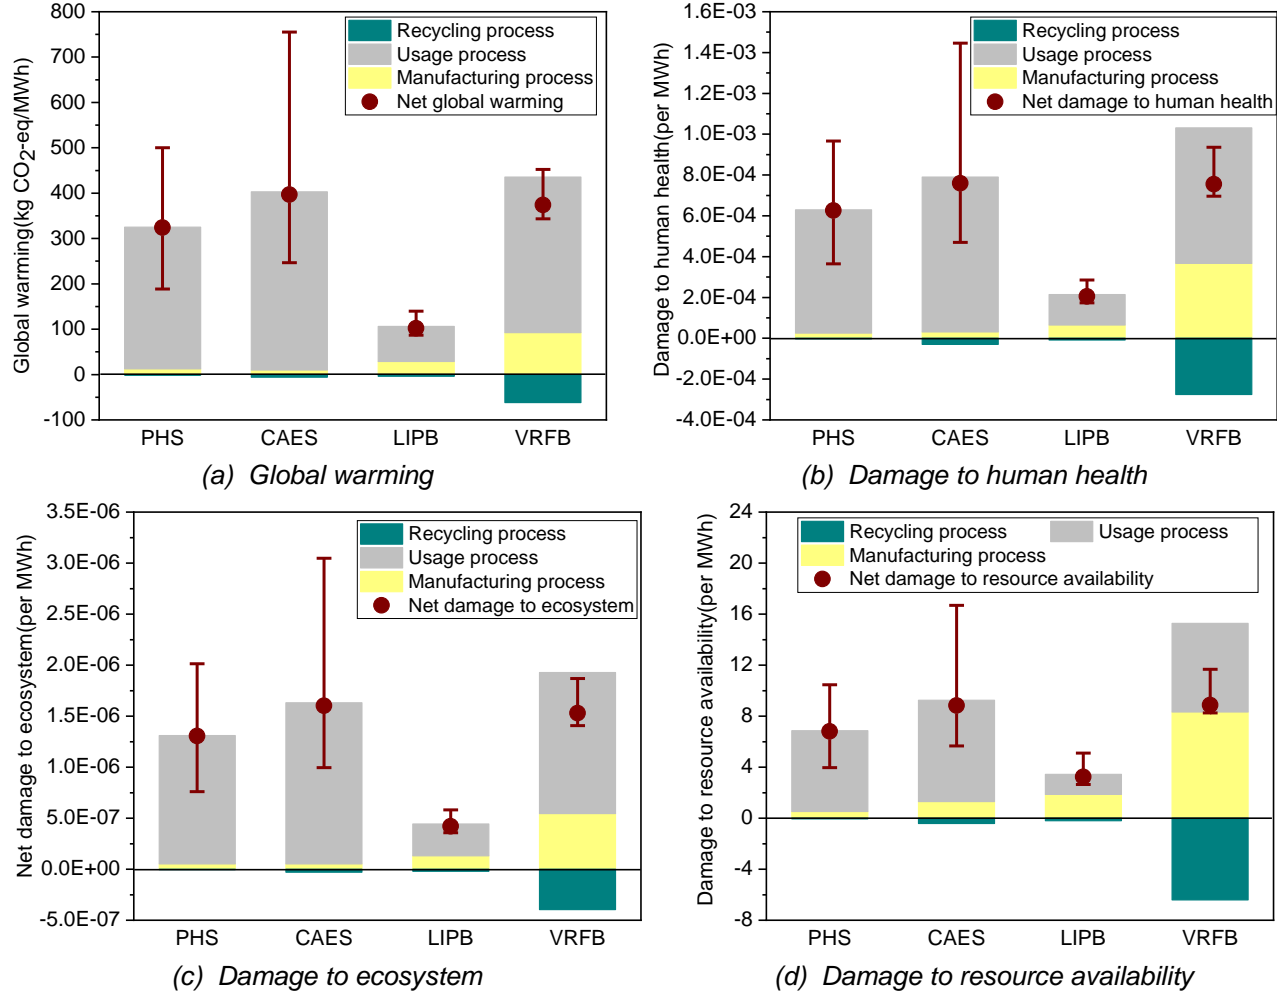 800
700
600
500
400
300
200
100
0
-100
Global warming(kg CO2-eq/MWh)
Recycling process
Usage process
Manufacturing process
Net global warming
PHS CAES LIPB VRFB
(a) Global warming
1.6E-03
1.4E-03
1.2E-03
1.0E-03
8.0E-04
6.0E-04
4.0E-04
2.0E-04
0.0E+00
-2.0E-04
-4.0E-04
Damage to human health(per MWh)
Recycling process
Usage process
Manufacturing process
Net damage to human health
PHS CAES LIPB VRFB
(b) Damage to human health
3.5E-06
3.0E-06
2.5E-06
2.0E-06
1.5E-06
1.0E-06
5.0E-07
0.0E+00
-5.0E-07
Net damage to ecosystem(per MWh)
Recycling process
Usage process
Manufacturing process
Net damage to ecosystem
PHS CAES LIPB VRFB
(c) Damage to ecosystem
24
20
16
12
8
4
0
-4
-8
Damage to resource availability(per MWh)
Recycling process Usage process
Manufacturing process
Net damage to resource availability
PHS CAES LIPB VRFB
(d) Damage to resource availability